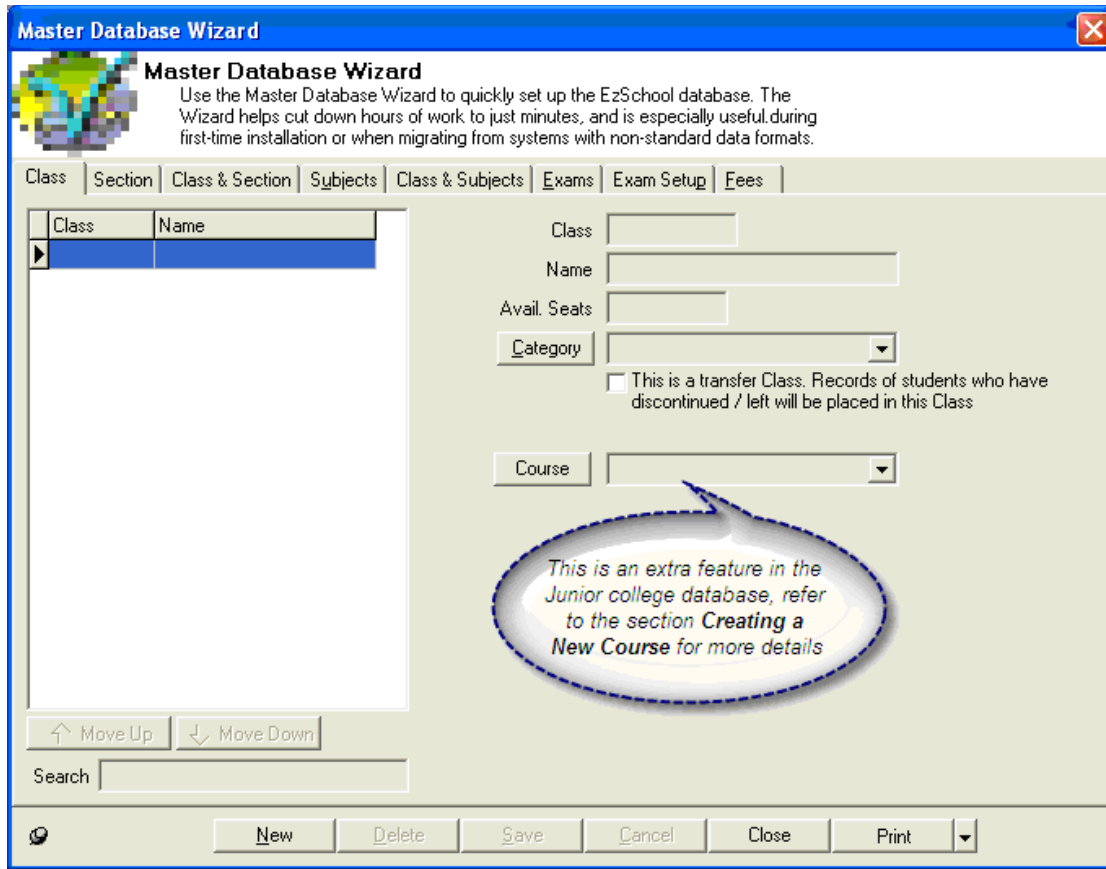 Master Database Wizard
Master Database Wizard
Use the Master Database Wizard to quickly set up the EzSchool database. The
Wizard helps cut down hours of work to just minutes, and is especially useful.during
first-time installation or when migrating from systems with non-standard data formats.
Class Section Class & Section Subjects Class & Subjects Exams Exam Setup Fees
Class Name
Class
Name
Avail. Seats
Category
This is a transfer Class. Records of students who have
discontinued / left will be placed in this Class
Course
This is an extra feature in the
Junior college database, refer
to the section Creating a
New Course for more details
Move Up Move Down
Search
New Delete Save Cancel Close Print